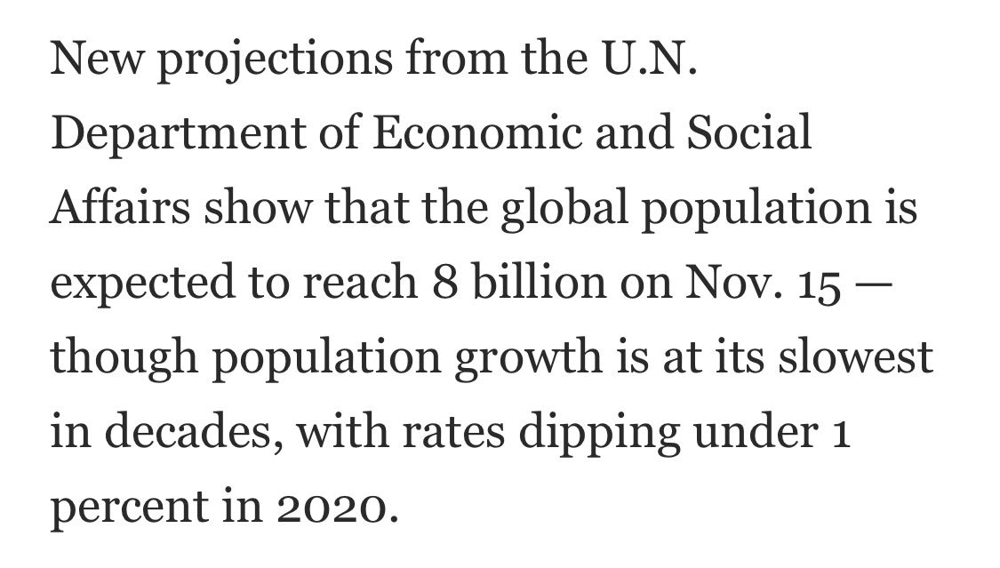 New projections from the U.N.
Department of Economic and Social
Affairs show that the global population is
expected to reach 8 billion on Nov. 15 —
though population growth is at its slowest
in decades, with rates dipping under 1
percent in 2020.